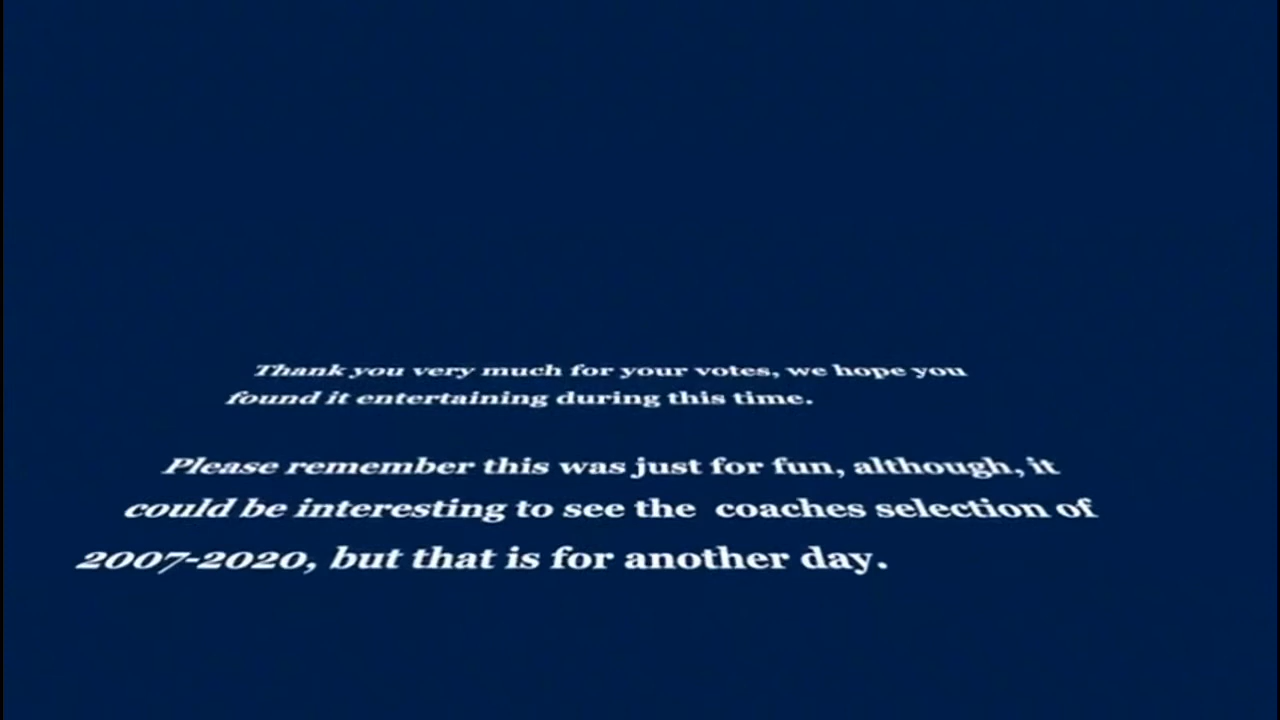 Thank you very much for your votes, we hope you
found it entertaining during this time.
Please remember this was just for fun, although, it
could be interesting to see the  coaches selection of
2007-2020, but that is for another day.